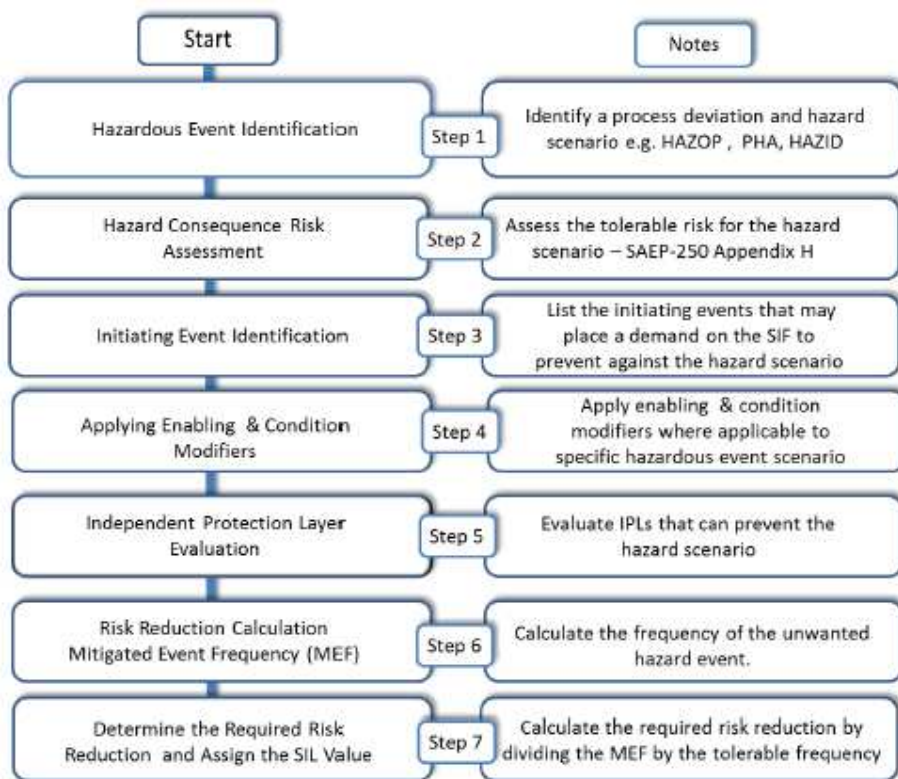 Start
Notes
Hazardous Event Identification
Step 1
Identify a process deviation and hazard
scenario e.g. HAZOP , PHA, HAZID
Hazard Consequence Risk
Assessment
Step 2
Assess the tolerable risk for the hazard
scenario – SAEP-250 Appendix H
Initiating Event Identification
Step 3
List the initiating events that may
place a demand on the SIF to
prevent against the hazard scenario
Applying Enabling & Condition
Modifiers
Step 4
Apply enabling & condition
modifiers where applicable to
specific hazardous event scenario
Independent Protection Layer
Evaluation
Step 5
Evaluate IPLs that can prevent the
hazard scenario
Risk Reduction Calculation
Mitigated Event Frequency (MEF)
Step 6
Calculate the frequency of the unwanted
hazard event.
Determine the Required Risk
Reduction and Assign the SIL Value
Step 7
Calculate the required risk reduction by
dividing the MEF by the tolerable frequency